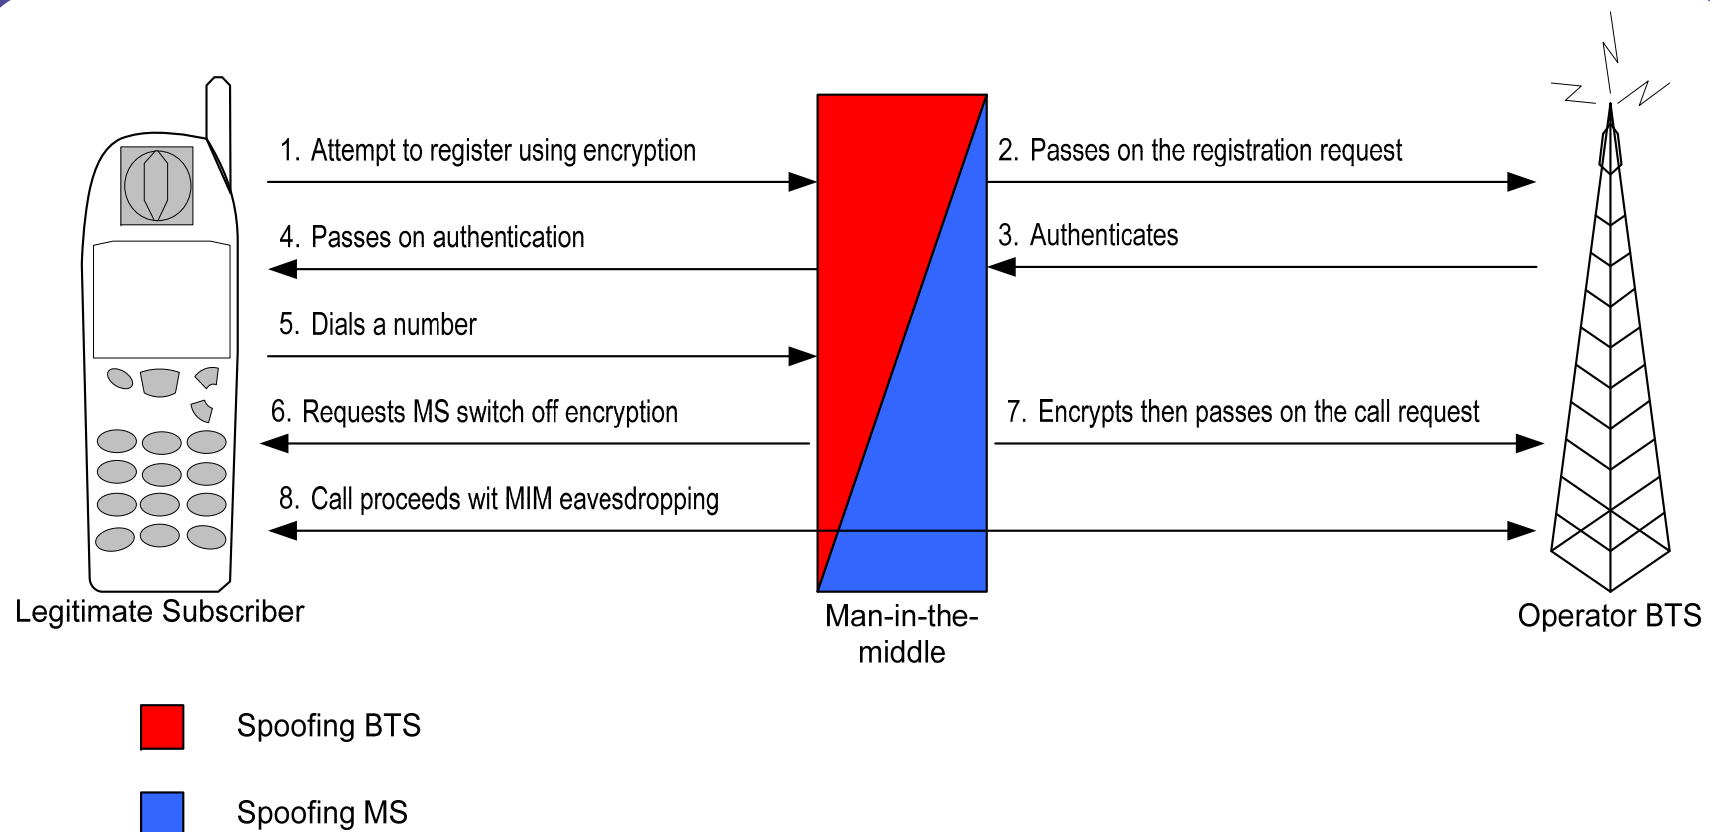 1. Attempt to register using encryption
2. Passes on the registration request
4. Passes on authentication
3. Authenticates
5. Dials a number
6. Requests MS switch off encryption
7. Encrypts then passes on the call request
8. Call proceeds wit MIM eavesdropping
Legitimate Subscriber
Man-in-the-
middle
Operator BTS
Spoofing BTS
Spoofing MS